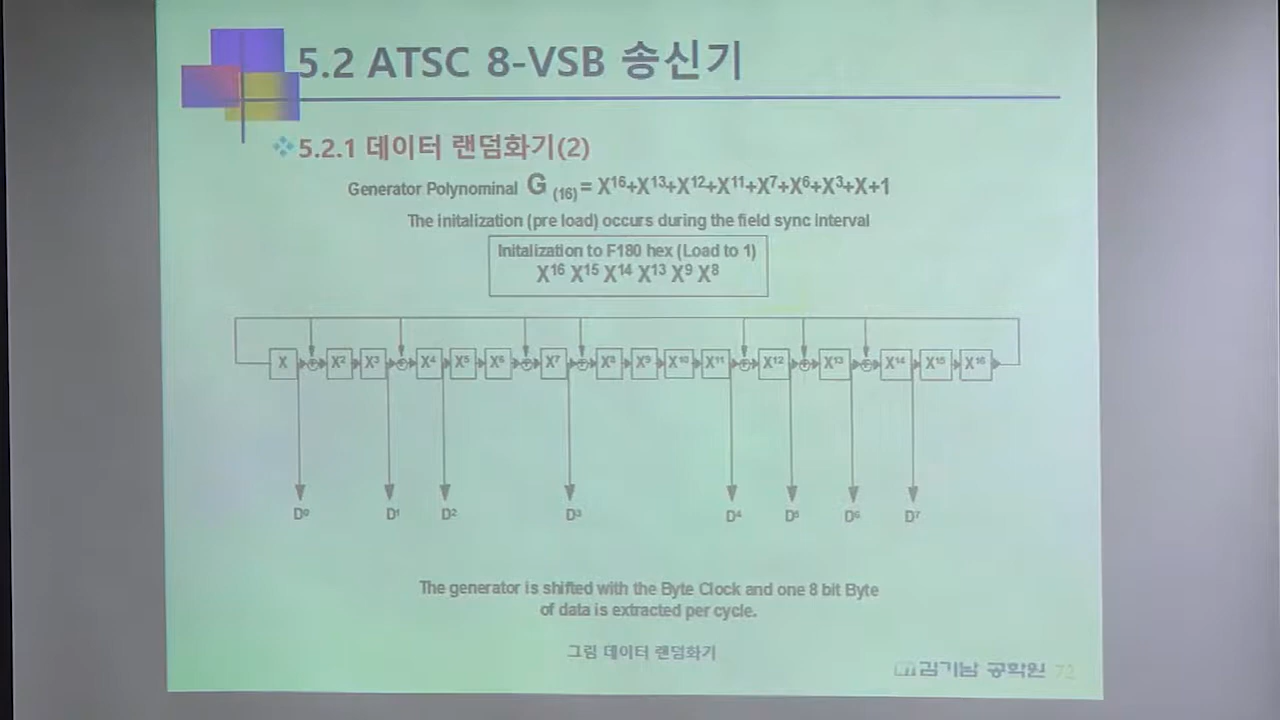 5.2 ATSC 8-VSB 송신기
5.2.1 데이터 랜덤화기(2)
Generator Polynominal G (16) = X¹⁶+X¹³+X¹²+X¹¹+X⁷+X⁶+X³+X+1
The initalization (pre load) occurs during the field sync Interval
Initalization to F180 hex (Load to 1)
X¹⁶ X¹⁵ X¹⁴ X¹³ X⁹ X⁸
X X² X³ X⁴ X⁵ X⁶ X⁷ X⁸ X⁹ X¹⁰ X¹¹ X¹² X¹³ X¹⁴ X¹⁵ X¹⁶
D⁰ D¹ D² D³ D⁴ D⁵ D⁶ D⁷
The generator is shifted with the Byte Clock and one 8 bit Byte
of data is extracted per cycle.
그림 데이터 랜덤화기
김기남 공학원 72